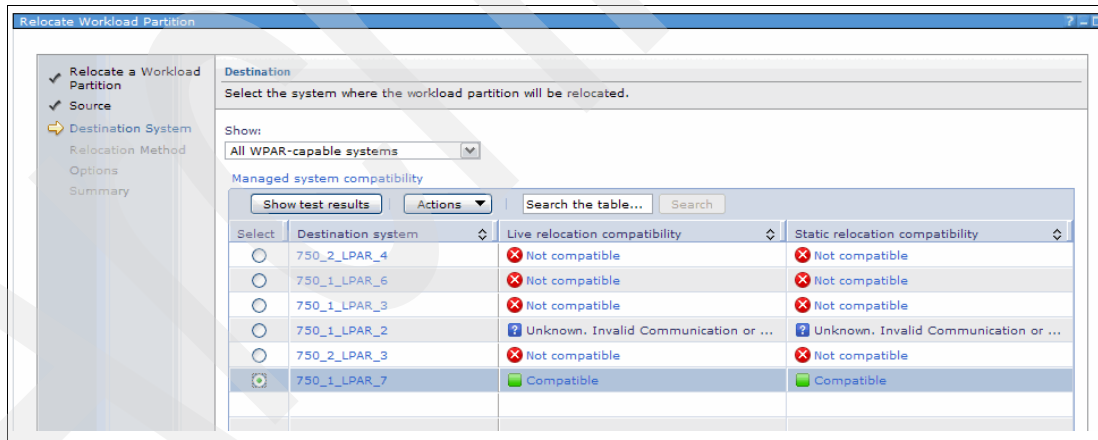 Relocate Workload Partition
Relocate a Workload
Partition
Source
Destination System
Relocation Method
Options
Summary
Destination
Select the system where the workload partition will be relocated.
Show:
All WPAR-capable systems
Managed system compatibility
Show test results Actions Search the table... Search
Select Destination system Live relocation compatibility Static relocation compatibility
750_2_LPAR_4 Not compatible Not compatible
750_1_LPAR_6 Not compatible Not compatible
750_1_LPAR_3 Not compatible Not compatible
750_1_LPAR_2 ? Unknown. Invalid Communication or ... ? Unknown. Invalid Communication or ...
750_2_LPAR_3 Not compatible Not compatible
750_1_LPAR_7 Compatible Compatible